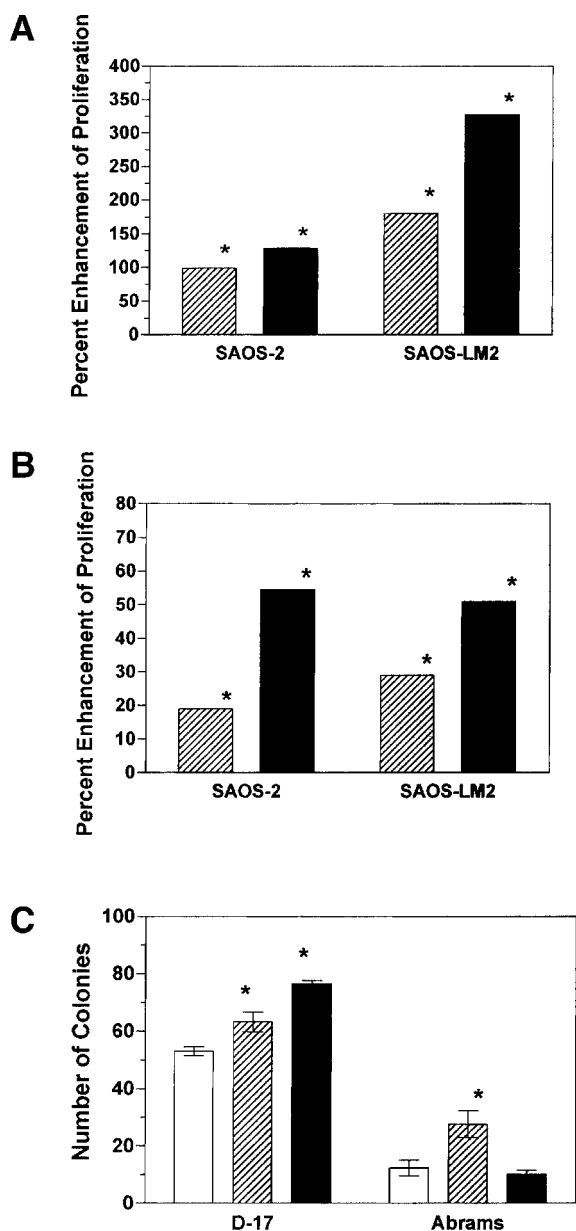 A
Percent Enhancement of Proliferation
400
350
300
250
200
150
100
50
0
*
*
*
*
SAOS-2
SAOS-LM2
B
Percent Enhancement of Proliferation
80
70
60
50
40
30
20
10
0
*
*
*
*
SAOS-2
SAOS-LM2
C
Number of Colonies
100
80
60
40
20
0
*
*
*
D-17
Abrams